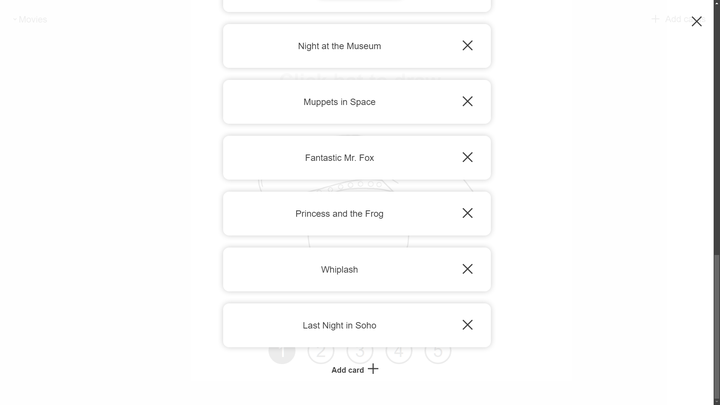 Movies
Add
Night at the Museum
Muppets in Space
Fantastic Mr. Fox
Princess and the Frog
Whiplash
Last Night in Soho
1 2 3 4 5
Add card